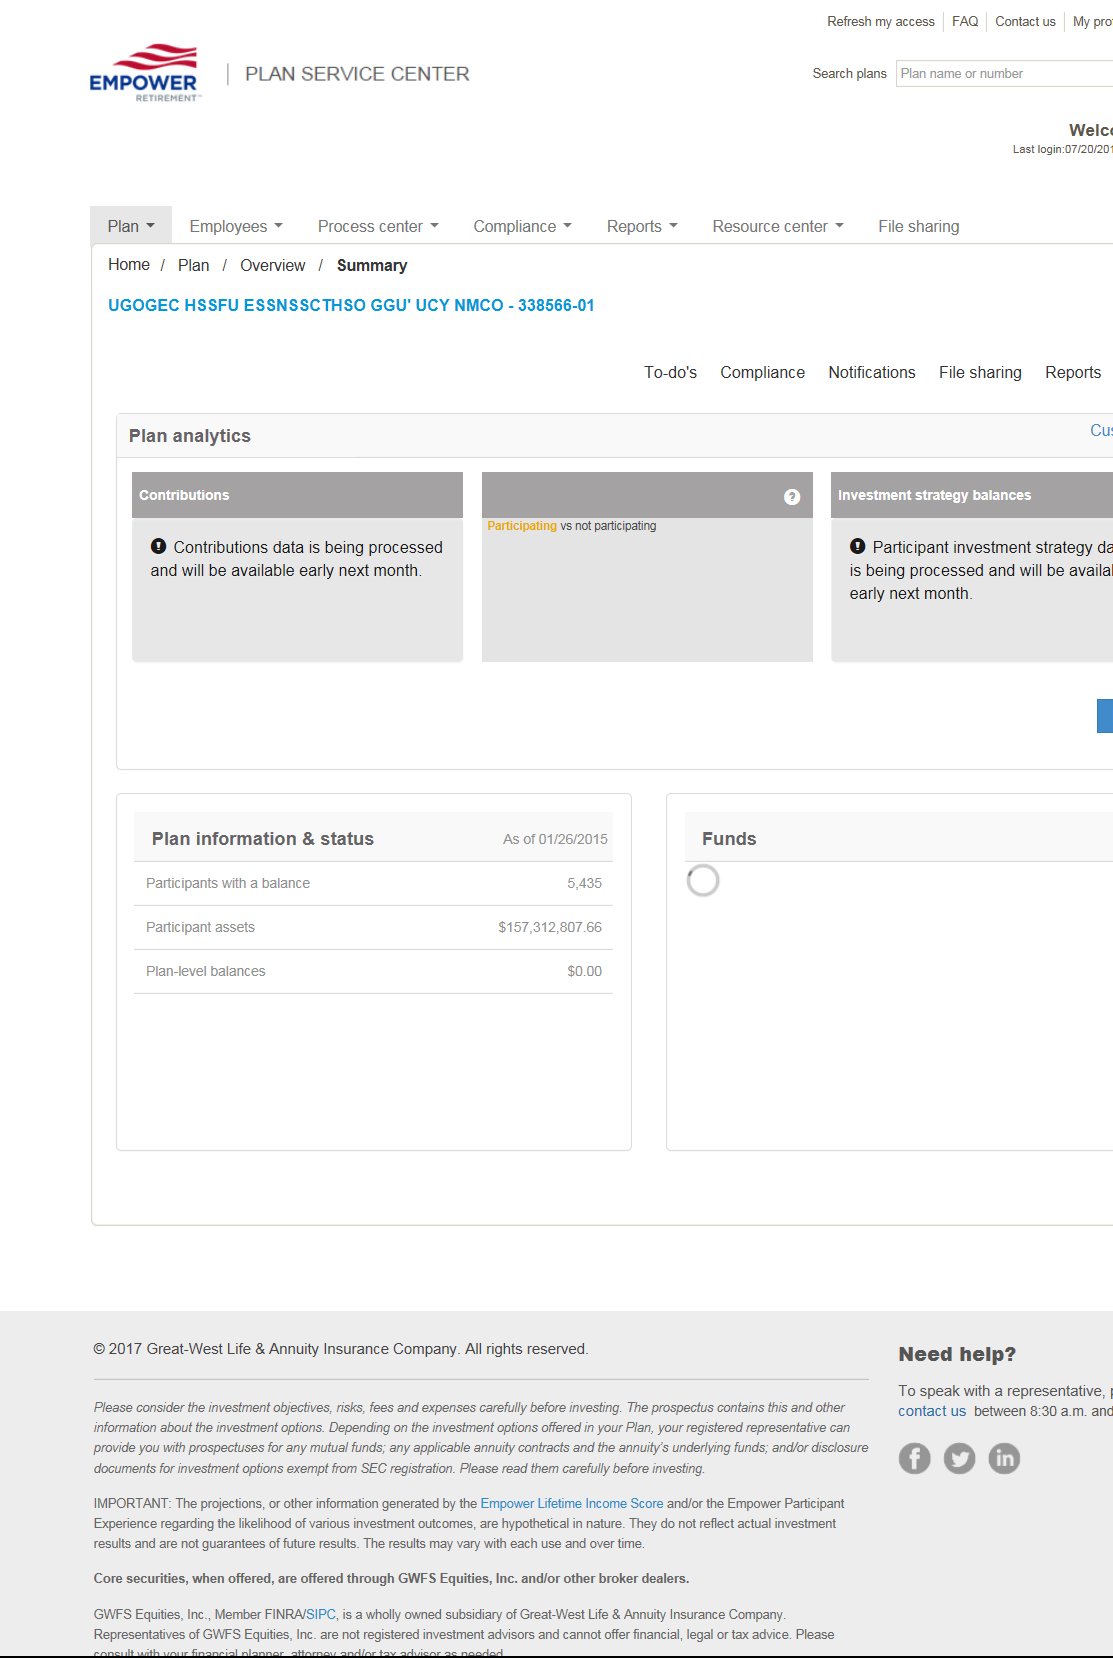 Refresh my access FAQ Contact us My pro
EMPOWER
RETIREMENT™
PLAN SERVICE CENTER
Search plans Plan name or number
Welco
Last login:07/20/201
Plan Employees Process center Compliance Reports Resource center File sharing
Home / Plan / Overview / Summary
UGOGEC HSSFU ESSNSSCTHSO GGU' UCY NMCO - 338566-01
To-do's Compliance Notifications File sharing Reports
Plan analytics
Cus
Contributions
Contributions data is being processed
and will be available early next month.
?
Participating vs not participating
Investment strategy balances
Participant investment strategy da
is being processed and will be availa
early next month.
Plan information & status As of 01/26/2015
Participants with a balance 5,435
Participant assets $157,312,807.66
Plan-level balances $0.00
Funds
© 2017 Great-West Life & Annuity Insurance Company. All rights reserved.
Please consider the investment objectives, risks, fees and expenses carefully before investing. The prospectus contains this and other
information about the investment options. Depending on the investment options offered in your Plan, your registered representative can
provide you with prospectuses for any mutual funds; any applicable annuity contracts and the annuity's underlying funds; and/or disclosure
documents for investment options exempt from SEC registration. Please read them carefully before investing.
IMPORTANT: The projections, or other information generated by the Empower Lifetime Income Score and/or the Empower Participant
Experience regarding the likelihood of various investment outcomes, are hypothetical in nature. They do not reflect actual investment
results and are not guarantees of future results. The results may vary with each use and over time.
Core securities, when offered, are offered through GWFS Equities, Inc. and/or other broker dealers.
GWFS Equities, Inc., Member FINRA/SIPC, is a wholly owned subsidiary of Great-West Life & Annuity Insurance Company.
Representatives of GWFS Equities, Inc. are not registered investment advisors and cannot offer financial, legal or tax advice. Please
consult with your financial planner, attorney and/or tax advisor as needed.
Need help?
To speak with a representative, p
contact us between 8:30 a.m. and